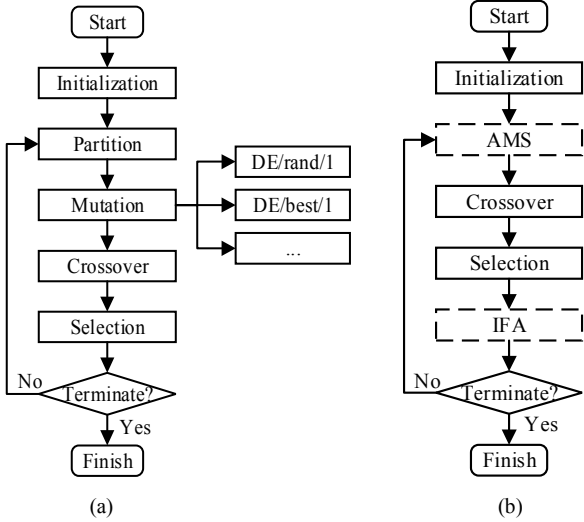 Start
Initialization
Partition
Mutation
DE/rand/1
DE/best/1
...
Crossover
Selection
No
Terminate?
Yes
Finish
(a)
Start
Initialization
AMS
Crossover
Selection
IFA
No
Terminate?
Yes
Finish
(b)